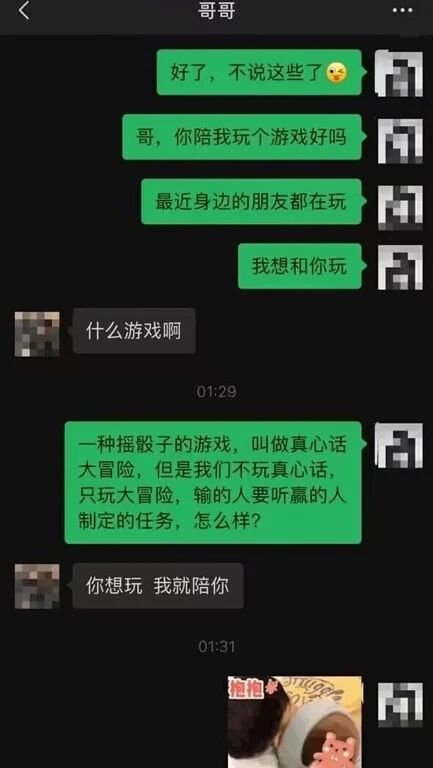 哥哥
好了，不说这些了
哥，你陪我玩个游戏好吗
最近身边的朋友都在玩
我想和你玩
什么游戏啊
01:29
一种摇骰子的游戏，叫做真心话
大冒险，但是我们不玩真心话，
只玩大冒险，输的人要听赢的人
制定的任务，怎么样？
你想玩 我就陪你
01:31
抱抱